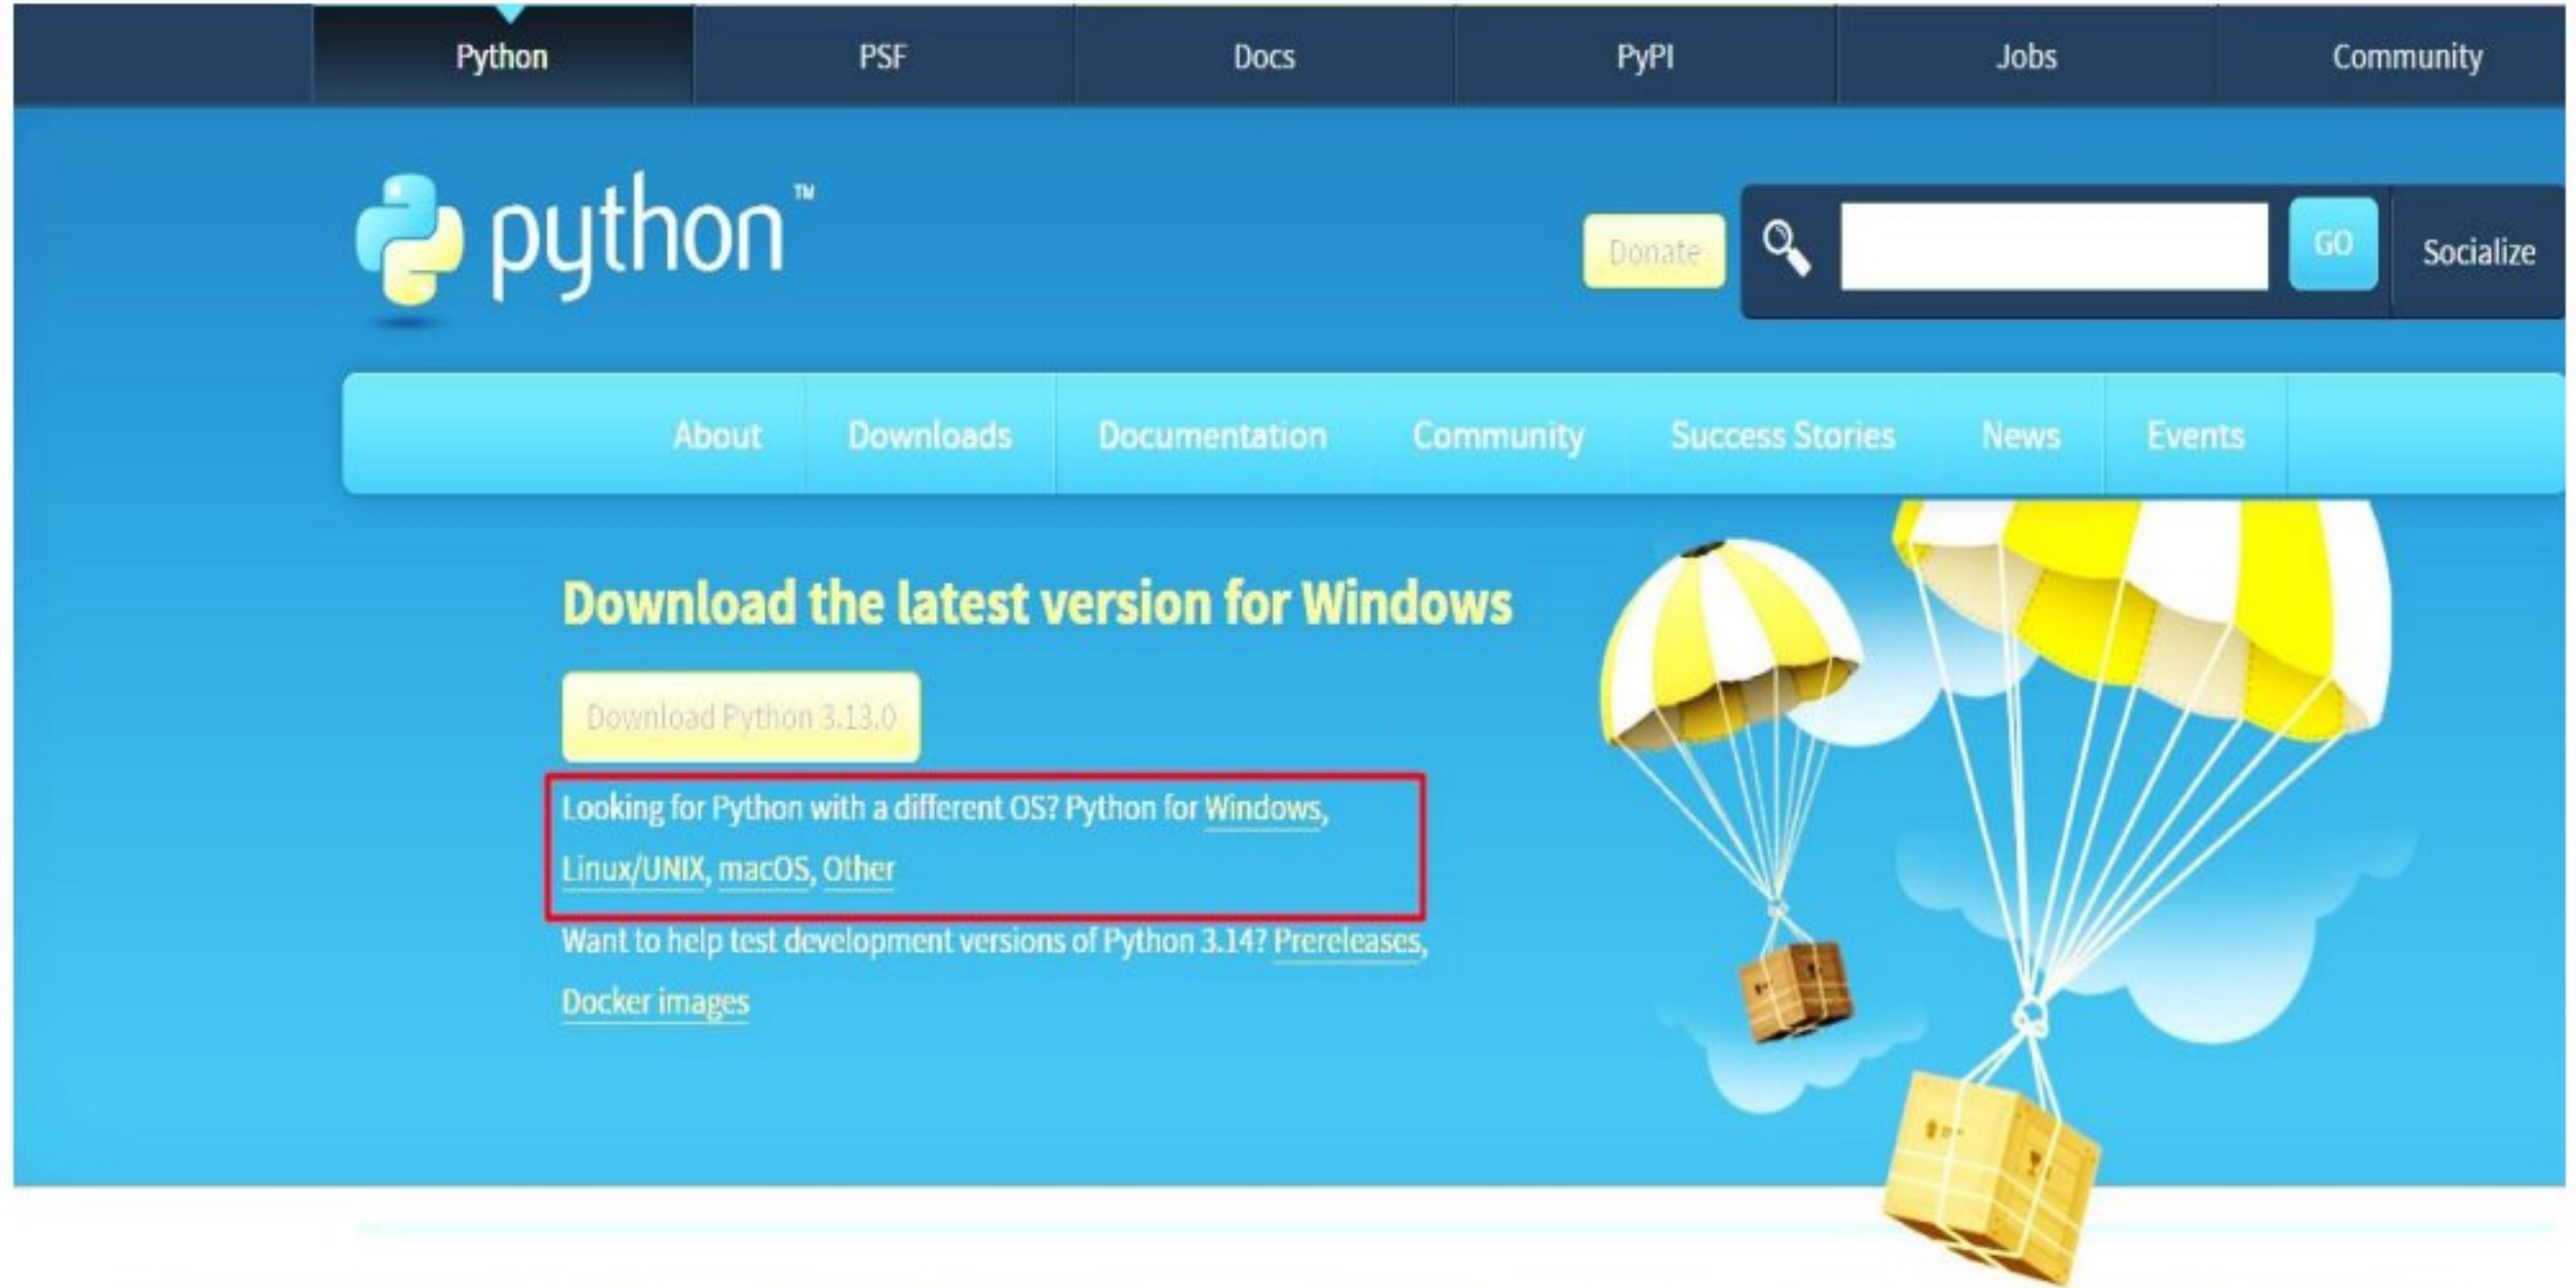 Python PSF Docs PyPI Jobs Community
python™
Donate GO Socialize
About Downloads Documentation Community Success Stories News Events
Download the latest version for Windows
Download Python 3.13.0
Looking for Python with a different OS? Python for Windows,
Linux/UNIX, macOS, Other
Want to help test development versions of Python 3.14? Prereleases,
Docker images